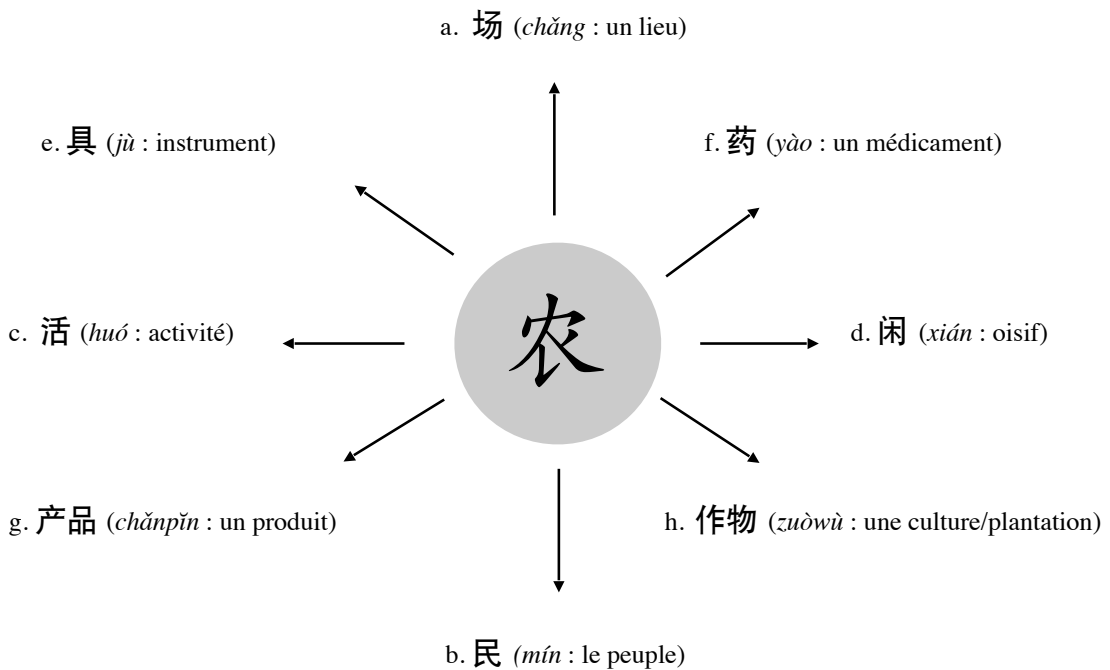 a. 场 (chǎng : un lieu)
e. 具 (jù : instrument)
f. 药 (yào : un médicament)
农
c. 活 (huó : activité)
d. 闲 (xián : oisif)
g. 产品 (chǎnpǐn : un produit)
h. 作物 (zuòwù : une culture/plantation)
b. 民 (mín : le peuple)